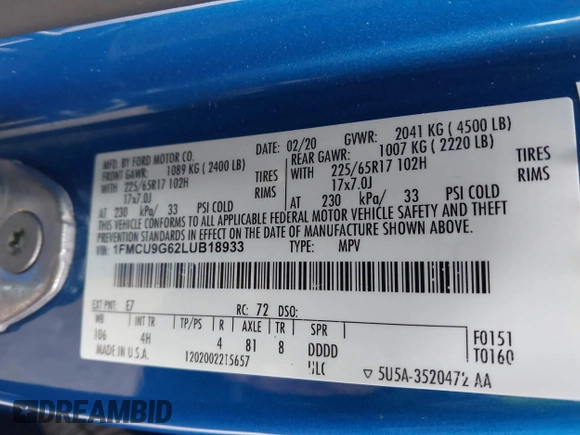 MFD. BY FORD MOTOR CO.
02/20 GVWR: 2041 KG ( 4500 LB)
FRONT GAWR: 1089 KG ( 2400 LB)
REAR GAWR: 1007 KG ( 2220 LB)
WITH 225/65R17 102H TIRES
WITH 225/65R17 102H TIRES
17x7.0J RIMS
17x7.0J RIMS
AT 230 kPa/ 33 PSI COLD
AT 230 kPa/ 33 PSI COLD
THIS VEHICLE CONFORMS TO ALL APPLICABLE FEDERAL MOTOR VEHICLE SAFETY AND THEFT
PREVENTION STANDARDS IN EFFECT ON THE DATE OF MANUFACTURE SHOWN ABOVE.
VIN: 1FMCU9G62LUB18933 TYPE: MPV
EXT PNT: E7 RC: 72 DSO:
WB INT TR TP/PS R AXLE TR SPR
106 4H 4 81 8 DDDD
F0151
T0160
MADE IN U.S.A. 1202002215657
▽ 5U5A-3520472 AA
DREAMBID